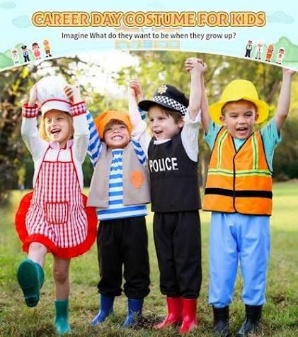 CAREER DAY COSTUME FOR KIDS
Imagine What do they want to be when they grow up?
POLICE